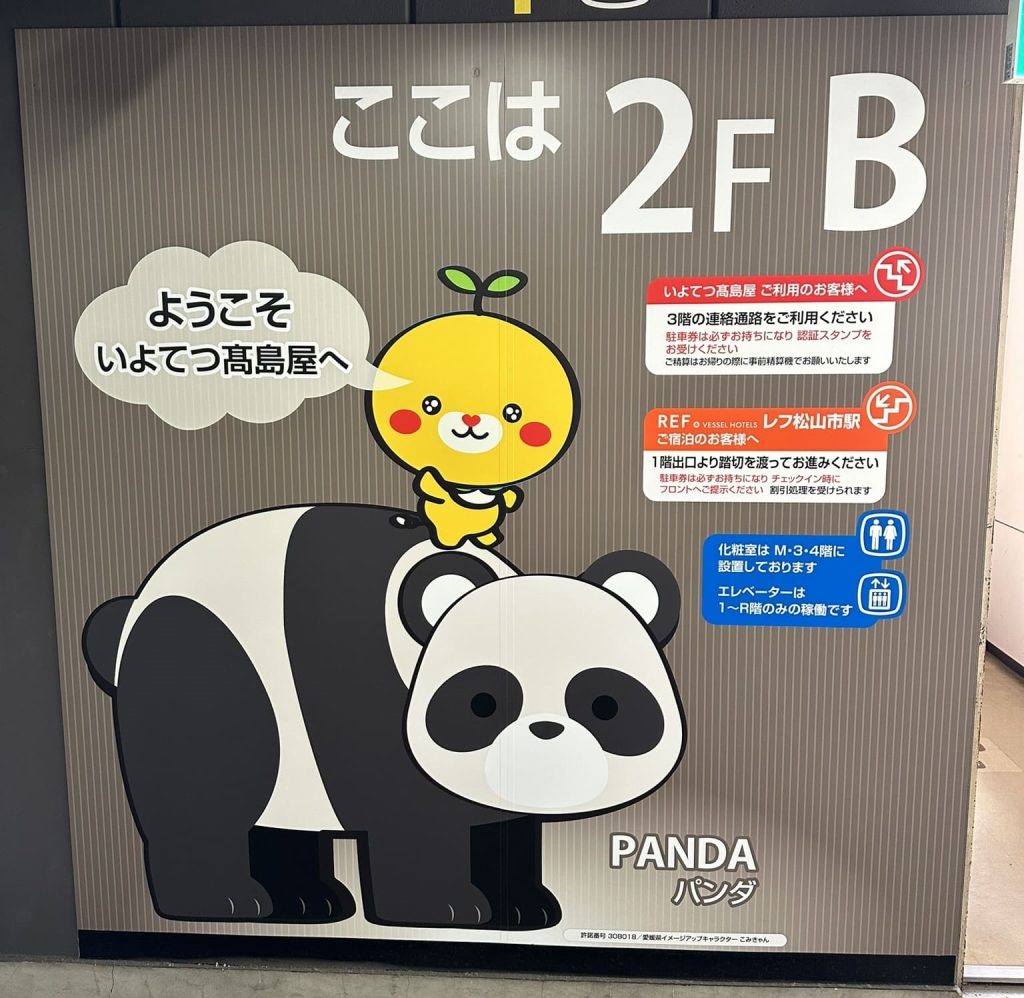 ここは 2F B
ようこそ
いよてつ髙島屋へ
いよてつ髙島屋 ご利用のお客様へ
3階の連絡通路をご利用ください
駐車券は必ずお持ちになり 認証スタンプを
お受けください
ご精算はお帰りの際に事前精算機でお願いいたします
REF VESSEL HOTELS レフ松山市駅
ご宿泊のお客様へ
1階出口より踏切を渡ってお進みください
駐車券は必ずお持ちになり チェックイン時に
フロントへご提示ください 割引処理を受けられます
化粧室は M・3・4階に
設置しております
エレベーターは
1〜R階のみの稼働です
PANDA
パンダ
許諾番号 308018／愛媛県イメージアップキャラクター こみきゃん